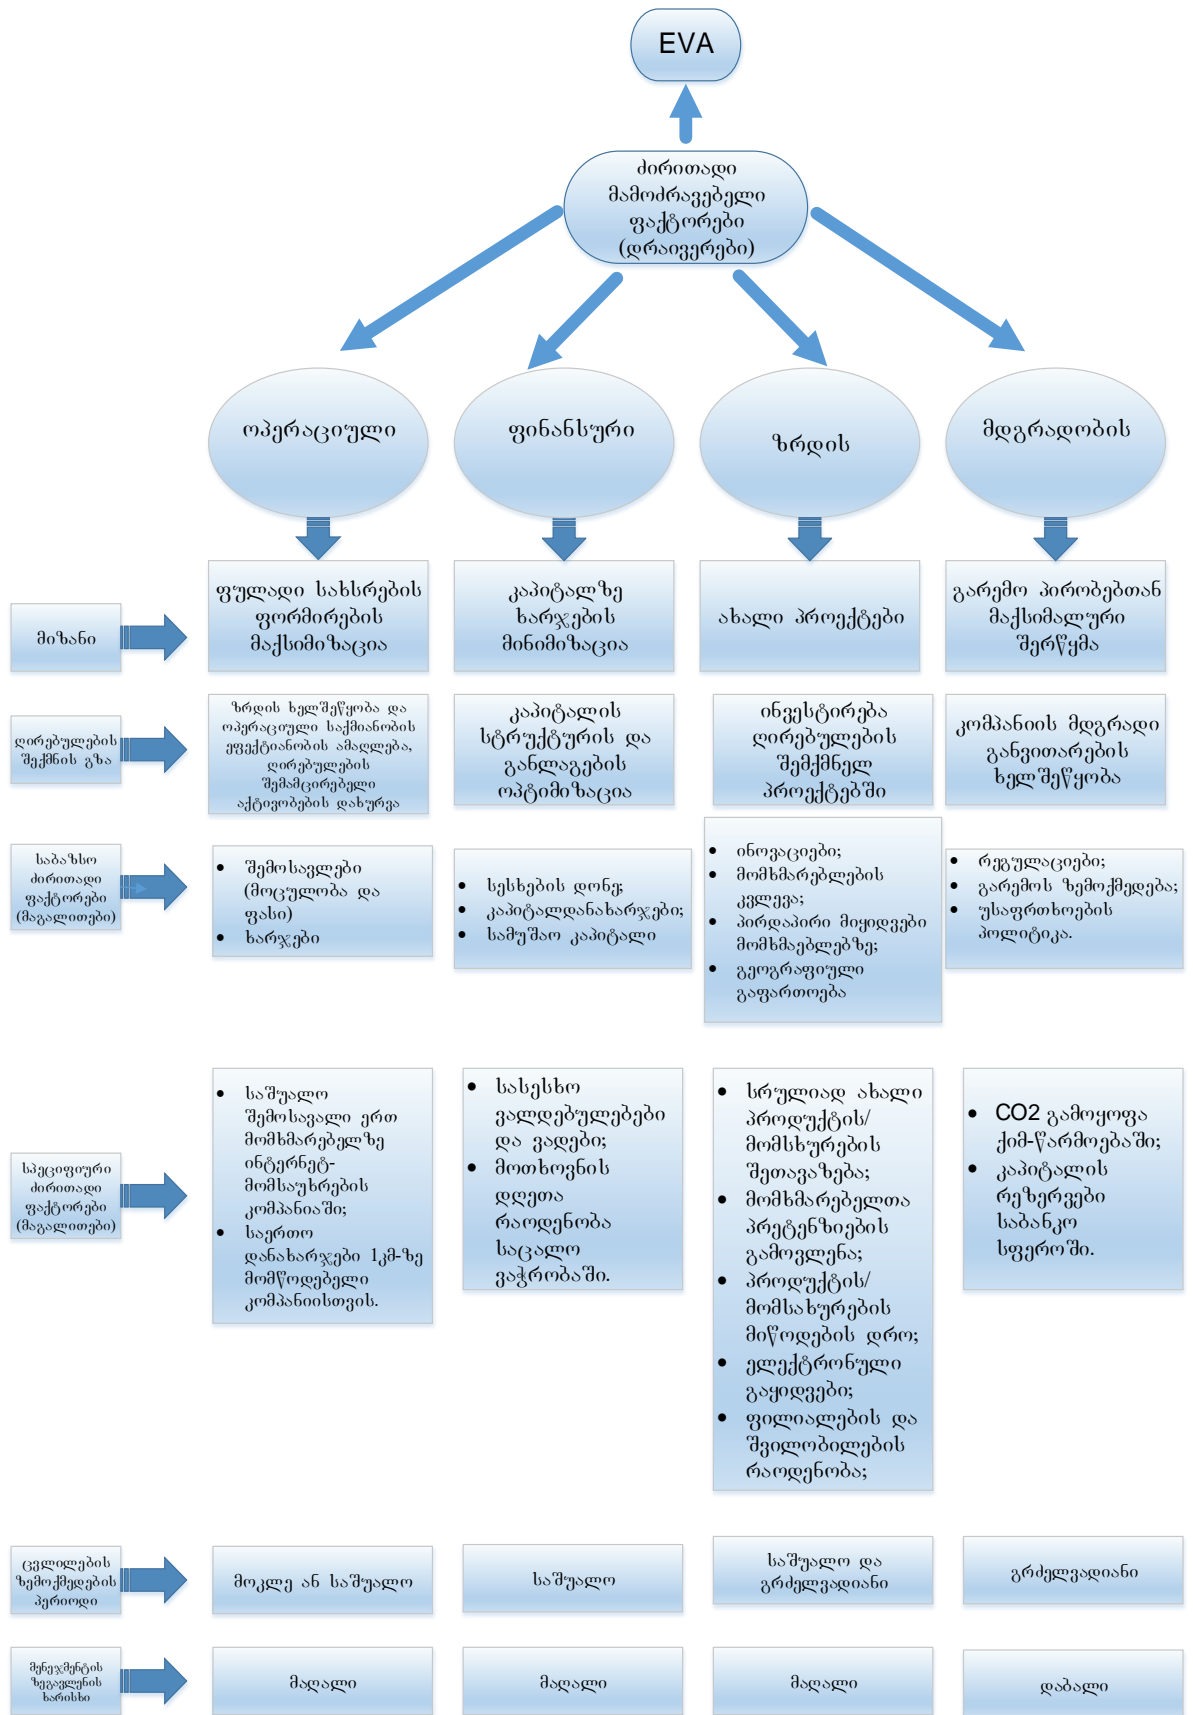 EVA
ძირითადი
მამოძრავებელი
ფაქტორები
(დრაივერები)
ოპერაციული
ფინანსური
ზრდის
მდგრადობის
მიზანი
ფულადი სახსრების
ფორმირების
მაქსიმიზაცია
კაპიტალზე
ხარჯების
მინიმიზაცია
ახალი პროექტები
გარემო პირობებთან
მაქსიმალური
შერწყმა
ღირებულების
შექმნის გზა
ზრდის ხელშეწყობა და
ოპერაციული საქმიანობის
ეფექტიანობის ამაღლება,
ღირებულების
შემამცირებელი
აქტივობების დახურვა
კაპიტალის
სტრუქტურის და
განლაგების
ოპტიმიზაცია
ინვესტირება
ღირებულების
შემქმნელ
პროექტებში
კომპანიის მდგრადი
განვითარების
ხელშეწყობა
საბაზსო
ძირითადი
ფაქტორები
(მაგალითები)
• შემოსავლები
(მოცულობა და
ფასი)
• ხარჯები
• სესხების დონე;
• კაპიტალდანახარჯები;
• სამუშაო კაპიტალი
• ინოვაციები;
• მომხმარებლების
კვლევა;
• პირდაპირი მიყიდვები
მომხმაებლებზე;
• გეოგრაფიული
გაფართოება
• რეგულაციები;
• გარემოს ზემოქმედება;
• უსაფრთხოების
პოლიტიკა.
სპეციფიური
ძირითადი
ფაქტორები
(მაგალითები)
• საშუალო
შემოსავალი ერთ
მომხმარებელზე
ინტერნეტ-
მომსაუხრების
კომპანიაში;
• საერთო
დანახარჯები 1კმ-ზე
მომწოდებელი
კომპანიისთვის.
• სასესხო
ვალდებულებები
და ვადები;
• მოთხოვნის
დღეთა
რაოდენობა
საცალო
ვაჭრობაში.
• სრულიად ახალი
პროდუქტის/
მომსხურების
შეთავაზება;
• მომხმარებელთა
პრეტენზიების
გამოვლენა;
• პროდუქტის/
მომსახურების
მიწოდების დრო;
• ელექტრონული
გაყიდვები;
• ფილიალების და
შვილობილების
რაოდენობა;
• CO2 გამოყოფა
ქიმ-წარმოებაში;
• კაპიტალის
რეზერვები
საბანკო
სფეროში.
ცვლილების
ზემოქმედების
პერიოდი
მოკლე ან საშუალო
საშუალო
საშუალო და
გრძელვადიანი
გრძელვადიანი
მენეჯმენტის
ზეგავლენის
ხარისხი
მაღალი
მაღალი
მაღალი
დაბალი